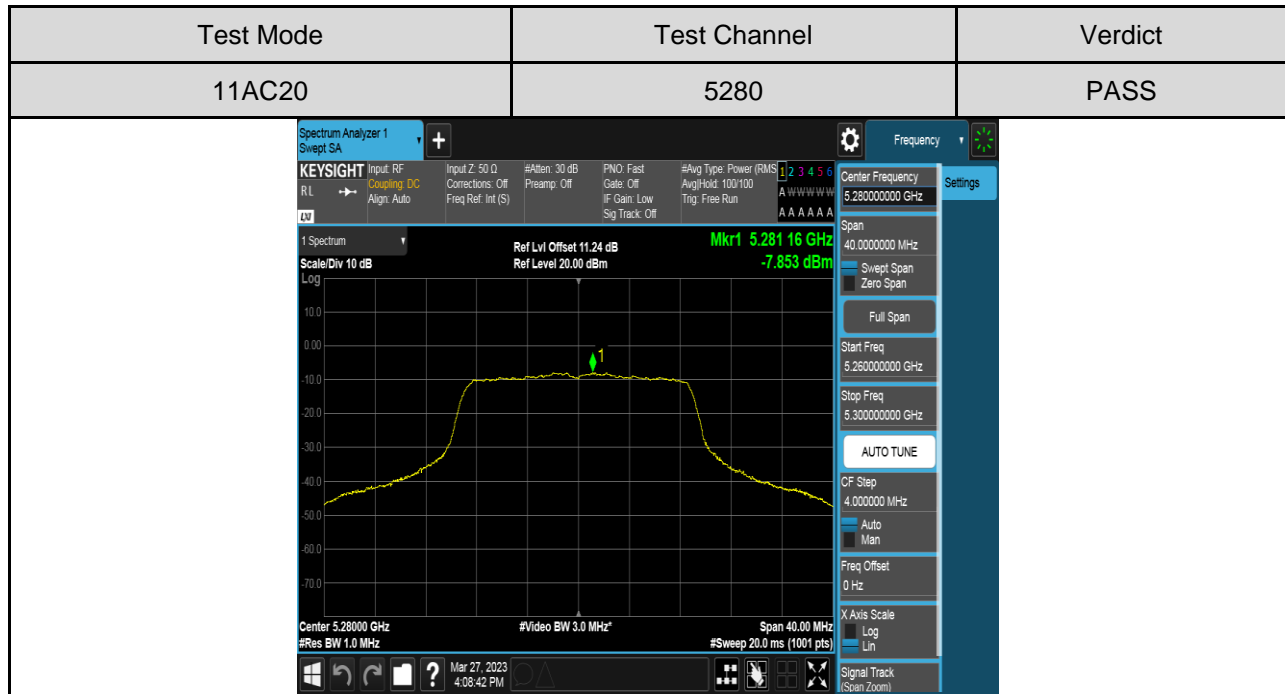 Test Mode Test Channel Verdict
11AC20 5280 PASS
Spectrum Analyzer 1
Swept SA
+
Frequency
KEYSIGHT
RL
LXI
Input: RF
Coupling: DC
Align: Auto
Input Z: 50 Ω
Corrections: Off
Freq Ref: Int (S)
#Atten: 30 dB
Preamp: Off
PNO: Fast
Gate: Off
IF Gain: Low
Sig Track: Off
#Avg Type: Power (RMS
Avg|Hold: 100/100
Trig: Free Run
1 2 3 4 5 6
A W W W W W
A A A A A A
1 Spectrum
Scale/Div 10 dB
Ref Lvl Offset 11.24 dB
Ref Level 20.00 dBm
Mkr1 5.281 16 GHz
-7.853 dBm
Log
10.0
0.00
-10.0
-20.0
-30.0
-40.0
-50.0
-60.0
-70.0
1
Center 5.28000 GHz
#Res BW 1.0 MHz
#Video BW 3.0 MHz*
Span 40.00 MHz
#Sweep 20.0 ms (1001 pts)
?
Mar 27, 2023
4:08:42 PM
Center Frequency
5.280000000 GHz
Settings
Span
40.0000000 MHz
Swept Span
Zero Span
Full Span
Start Freq
5.260000000 GHz
Stop Freq
5.300000000 GHz
AUTO TUNE
CF Step
4.000000 MHz
Auto
Man
Freq Offset
0 Hz
X Axis Scale
Log
Lin
Signal Track
(Span Zoom)